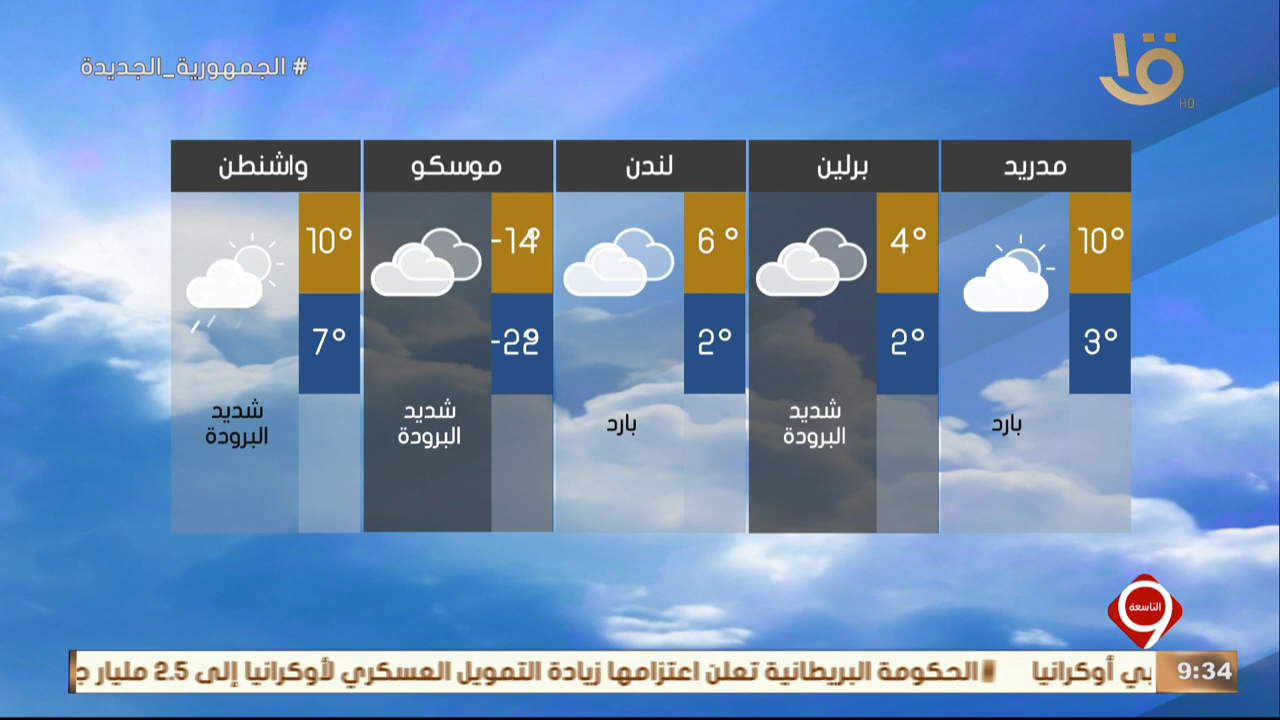 # الجمهورية_الجديدة
HD
مدريد
10°
3°
بارد
برلين
4°
2°
شديد
البرودة
لندن
6 °
2°
بارد
موسكو
-14°
-22°
شديد
البرودة
واشنطن
10°
7°
شديد
البرودة
التاسعة
9
9:34
بي أوكرانيا الحكومة البريطانية تعلن اعتزامها زيادة التمويل العسكري لأوكرانيا إلى 2.5 مليار